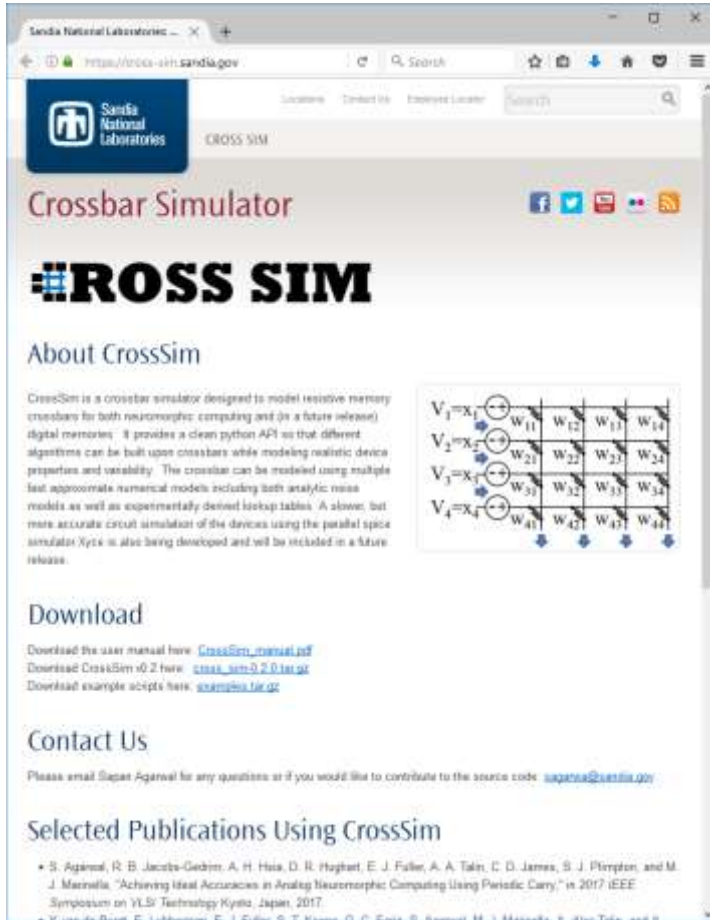 Sandia National Laboratories ...
https://cross-sim.sandia.gov
Search
Locations Contact Us Employee Locator
Search
Sandia
National
Laboratories
CROSS SIM
Crossbar Simulator
You
Tube
ROSS SIM
About CrossSim
CrossSim is a crossbar simulator designed to model resistive memory
crossbars for both neuromorphic computing and (in a future release)
digital memories. It provides a clean python API so that different
algorithms can be built upon crossbars while modeling realistic device
properties and variability. The crossbar can be modeled using multiple
fast approximate numerical models including both analytic noise
models as well as experimentally derived lookup tables. A slower, but
more accurate circuit simulation of the devices using the parallel spice
simulator Xyce is also being developed and will be included in a future
release.
V1=x1 W11 W12 W13 W14
V2=x2 W21 W22 W23 W24
V3=x3 W31 W32 W33 W34
V4=x4 W41 W42 W43 W44
Download
Download the user manual here: CrossSim_manual.pdf
Download CrossSim v0.2 here: cross_sim-0.2.0.tar.gz
Download example scripts here: examples.tar.gz
Contact Us
Please email Sapan Agarwal for any questions or if you would like to contribute to the source code: sagarwa@sandia.gov
Selected Publications Using CrossSim
• S. Agarwal, R. B. Jacobs-Gedrim, A. H. Hsia, D. R. Hughart, E. J. Fuller, A. A. Talin, C. D. James, S. J. Plimpton, and M.
J. Marinella, "Achieving Ideal Accuracies in Analog Neuromorphic Computing Using Periodic Carry," in 2017 IEEE
Symposium on VLSI Technology Kyoto, Japan, 2017.